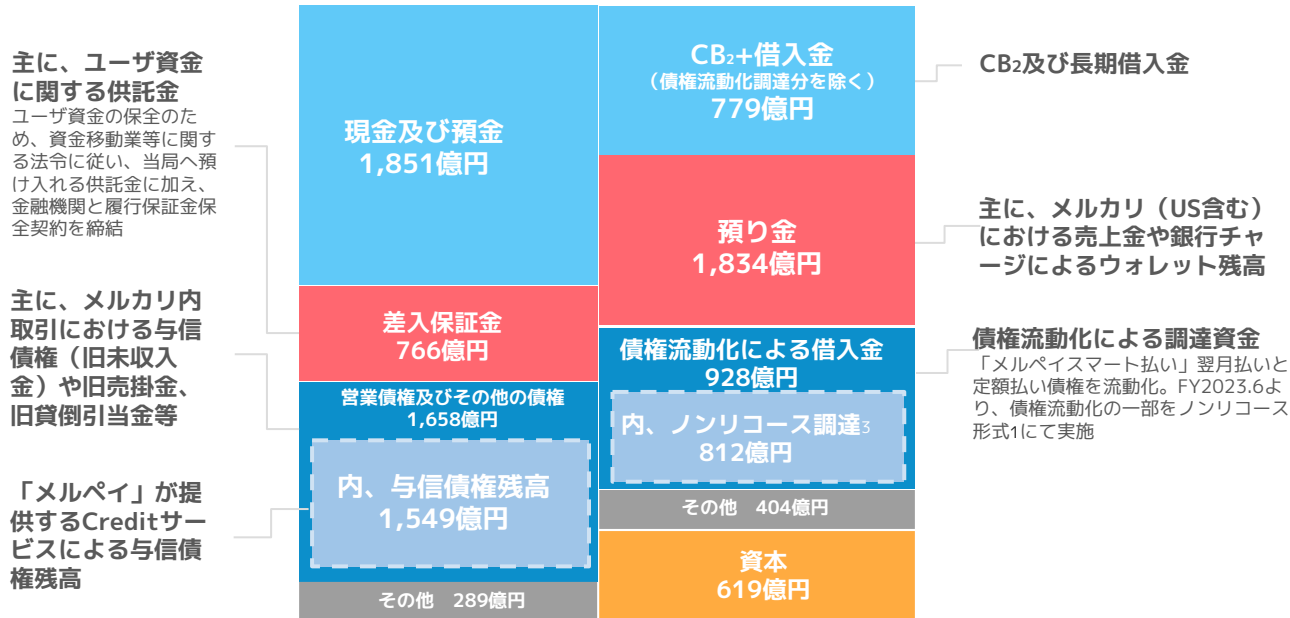 主に、ユーザ資金
に関する供託金
ユーザ資金の保全のた
め、資金移動業等に関す
る法令に従い、当局へ預
け入れる供託金に加え、
金融機関と履行保証金保
全契約を締結
主に、メルカリ内
取引における与信
債権（旧未収入
金）や旧売掛金、
旧貸倒引当金等
「メルペイ」が提
供するCreditサー
ビスによる与信債
権残高
現金及び預金
1,851億円
差入保証金
766億円
営業債権及びその他の債権
1,658億円
内、与信債権残高
1,549億円
その他　289億円
CB2+借入金
（債権流動化調達分を除く）
779億円
預り金
1,834億円
債権流動化による借入金
928億円
内、ノンリコース調達3
812億円
その他　404億円
資本
619億円
CB2及び長期借入金
主に、メルカリ（US含む）
における売上金や銀行チャ
ージによるウォレット残高
債権流動化による調達資金
「メルペイスマート払い」翌月払いと
定額払い債権を流動化。FY2023.6よ
り、債権流動化の一部をノンリコース
形式1にて実施